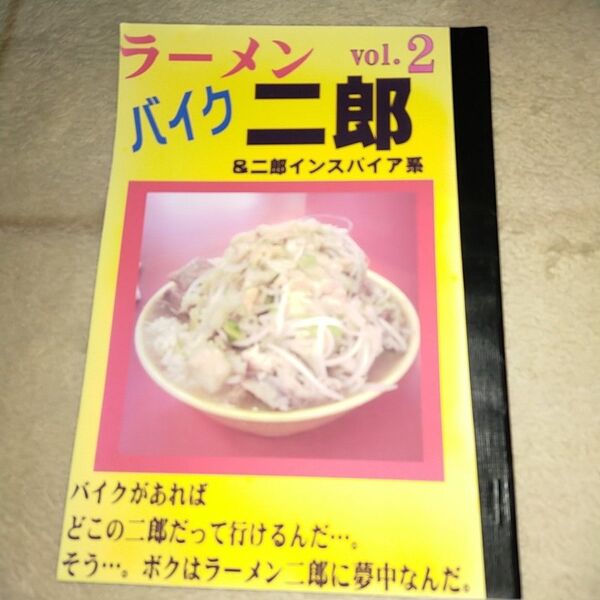 ラーメン vol.2
バイク 二郎
&二郎インスパイア系
バイクがあれば
どこの二郎だって行けるんだ…。
そう…。ボクはラーメン二郎に夢中なんだ。